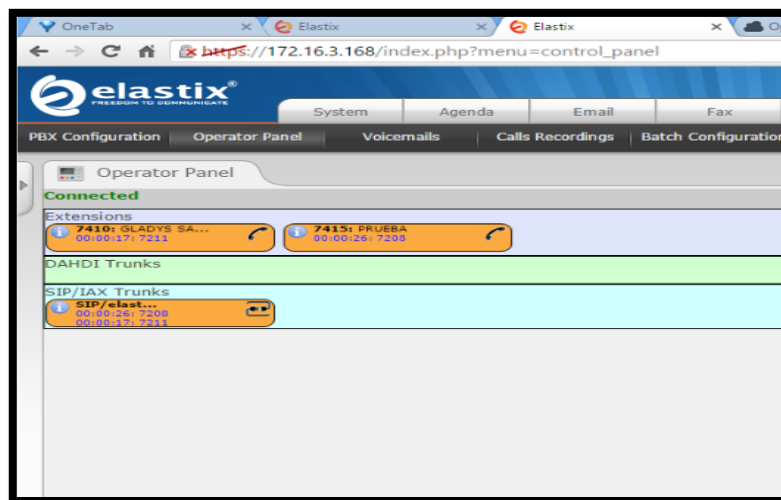 OneTab
Elastix
Elastix
https://172.16.3.168/index.php?menu=control_panel
elastix®
FREEDOM TO COMMUNICATE
System
Agenda
Email
Fax
PBX Configuration
Operator Panel
Voicemails
Calls Recordings
Batch Configuration
Operator Panel
Connected
Extensions
7410: GLADYS SA...
00:00:17: 7211
7415: PRUEBA
00:00:26: 7208
DAHDI Trunks
SIP/IAX Trunks
SIP/elast...
00:00:26: 7208
00:00:17: 7211